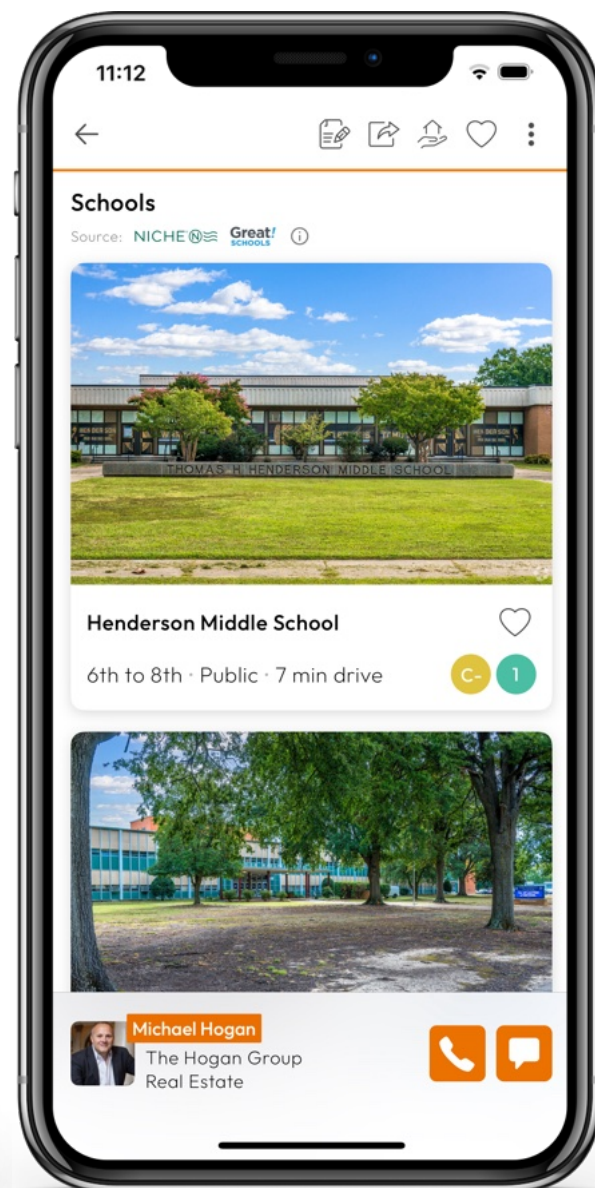 11:12
Schools
Source: NICHE Great! SCHOOLS
THOMAS H. HENDERSON MIDDLE SCHOOL
Henderson Middle School
6th to 8th · Public · 7 min drive
C- 1
Michael Hogan
The Hogan Group
Real Estate